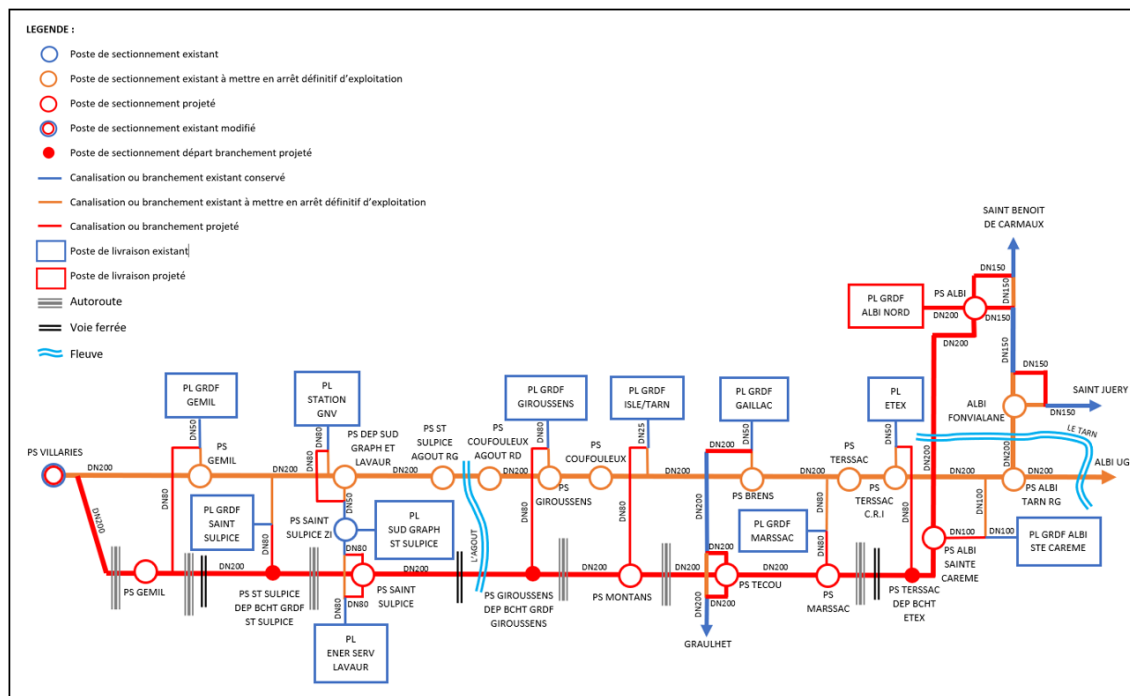 LEGENDE :
Poste de sectionnement existant
Poste de sectionnement existant à mettre en arrêt définitif d'exploitation
Poste de sectionnement projeté
Poste de sectionnement existant modifié
Poste de sectionnement départ branchement projeté
Canalisation ou branchement existant conservé
Canalisation ou branchement existant à mettre en arrêt définitif d'exploitation
Canalisation ou branchement projeté
Poste de livraison existant
Poste de livraison projeté
Autoroute
Voie ferrée
Fleuve
SAINT BENOIT
DE CARMAUX
DN150
DN150
PL GRDF
ALBI NORD
PS ALBI
DN200
DN150
DN200
DN150
DN150
SAINT JUERY
DN150
ALBI
FONVIALANE
LE TARN
DN200
DN200
PL GRDF
GEMIL
DN50
PL
STATION
GNV
DN80
PL GRDF
GIROUSSENS
DN80
PL GRDF
ISLE/TARN
DN25
PL GRDF
GAILLAC
DN50
PL
ETEX
DN50
PS VILLARIES
PS
GEMIL
PS DEP SUD
GRAPH ET
LAVAUR
PS ST
SULPICE
AGOUT RG
PS
COUFOULEUX
AGOUT RD
PS
COUFOULEUX
PS
TERSSAC
DN200
DN200
DN200
DN200
DN200
DN200
DN200
DN200
DN200
ALBI UG
PS
GIROUSSENS
PS BRENS
PS
TERSSAC
C.R.I
PS ALBI
TARN RG
DN200
DN80
DN80
DN50
DN80
DN80
DN200
DN80
DN80
DN100
PL GRDF
SAINT
SULPICE
DN80
PS SAINT
SULPICE ZI
PL
SUD GRAPH
ST SULPICE
L'AGOUT
PL GRDF
MARSSAC
DN80
DN100
DN100
PL GRDF ALBI
STE CAREME
PS ALBI
SAINTE
CAREME
DN200
DN200
DN200
DN200
DN200
DN200
DN200
DN200
DN200
DN80
DN80
PS GEMIL
PS ST SULPICE
DEP BCHT GRDF
ST SULPICE
PS SAINT
SULPICE
PS GIROUSSENS
DEP BCHT GRDF
GIROUSSENS
PS MONTANS
PS TECOU
PS
MARSSAC
PS TERSSAC
DEP BCHT
ETEX
PL
ENER SERV
LAVAUR
GRAULHET